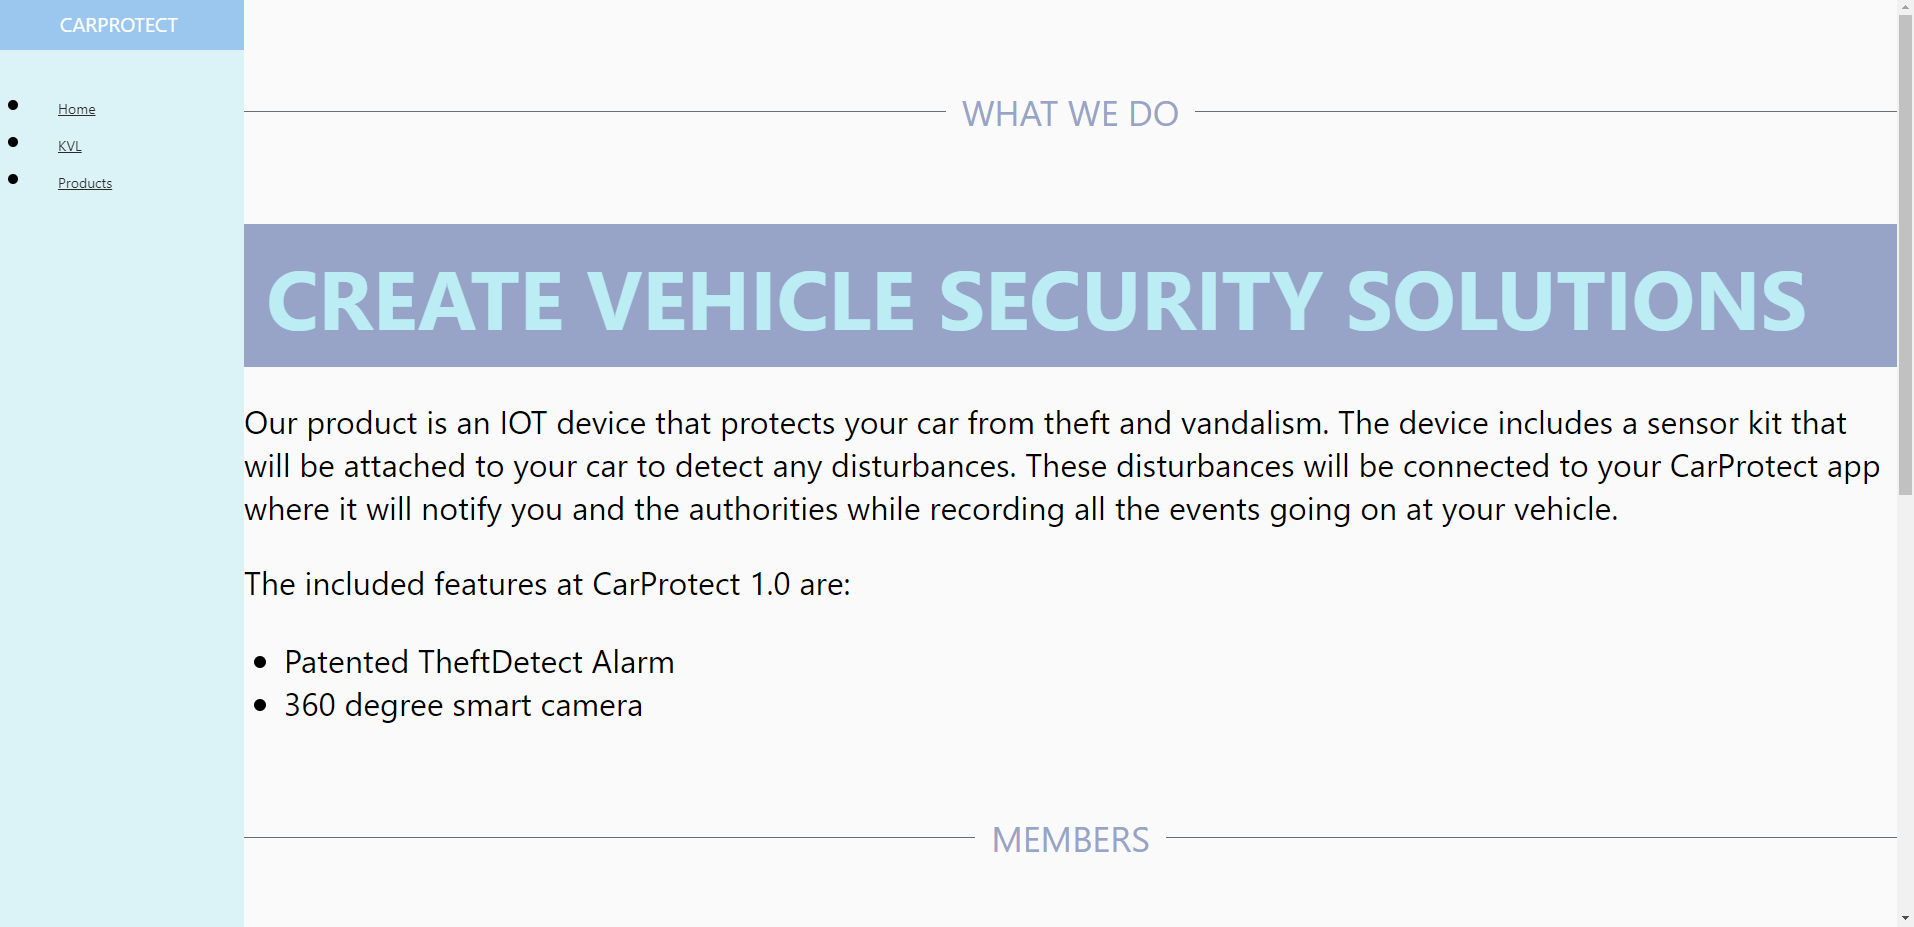 CARPROTECT
Home
KVL
Products
WHAT WE DO
CREATE VEHICLE SECURITY SOLUTIONS
Our product is an IOT device that protects your car from theft and vandalism. The device includes a sensor kit that
will be attached to your car to detect any disturbances. These disturbances will be connected to your CarProtect app
where it will notify you and the authorities while recording all the events going on at your vehicle.
The included features at CarProtect 1.0 are:
Patented TheftDetect Alarm
360 degree smart camera
MEMBERS